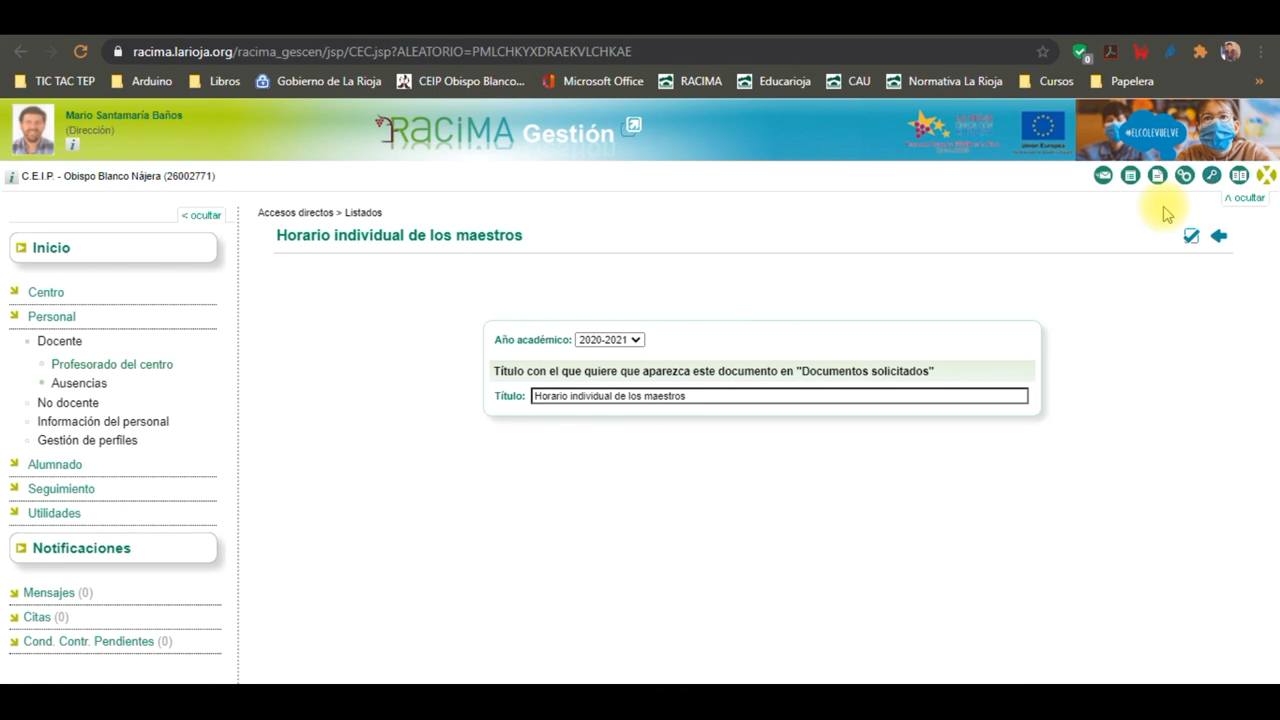 racima.larioja.org/racima_gescen/jsp/CEC.jsp?ALEATORIO=PMLCHKYXDRAEKVLCHKAE
0
TIC TAC TEP
Arduino
Libros
Gobierno de La Rioja
CEIP Obispo Blanco...
Microsoft Office
RACIMA
Educarioja
CAU
Normativa La Rioja
Cursos
Papelera
»
Mario Santamaría Baños
(Dirección)
RACIMA Gestión
Unión Europea
#ELCOLEVUELVE
C.E.I.P. - Obispo Blanco Nájera (26002771)
ʌ ocultar
< ocultar
Accesos directos > Listados
Horario individual de los maestros
Inicio
Centro
Personal
Docente
Profesorado del centro
Ausencias
No docente
Información del personal
Gestión de perfiles
Alumnado
Seguimiento
Utilidades
Notificaciones
Mensajes (0)
Citas (0)
Cond. Contr. Pendientes (0)
Año académico: 2020-2021
Título con el que quiere que aparezca este documento en "Documentos solicitados"
Título: Horario individual de los maestros